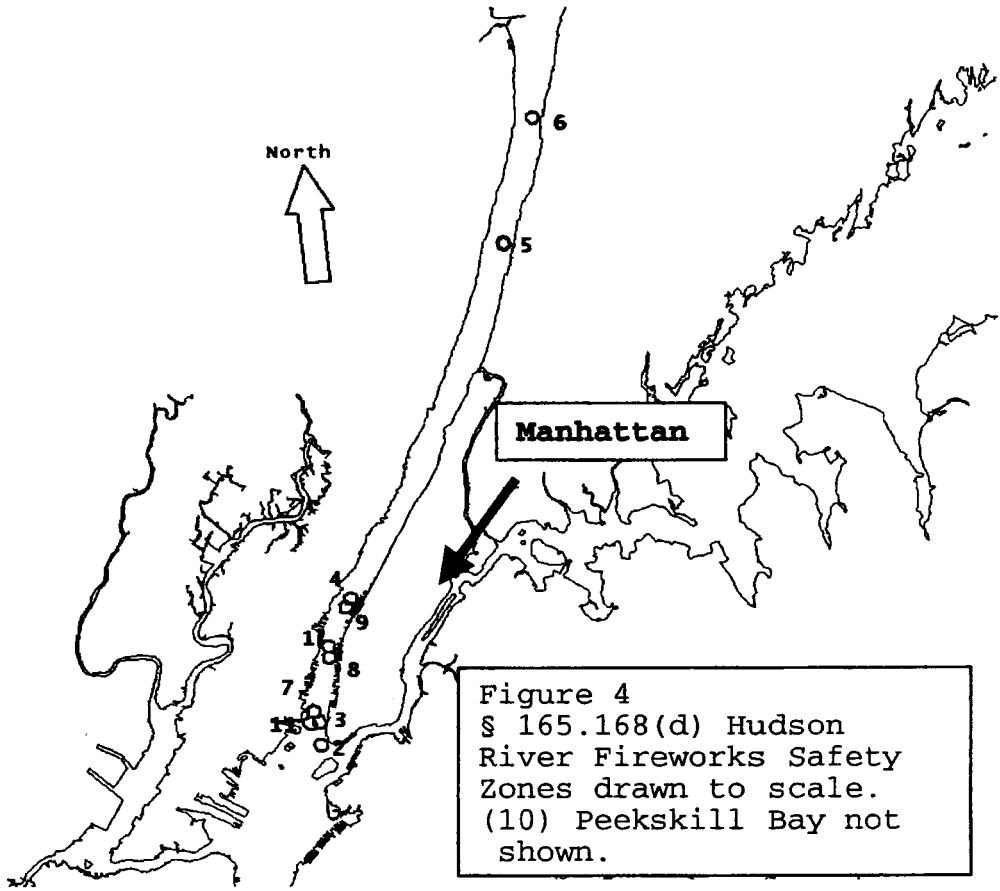 6
North
5
Manhattan
4
9
1
8
7
3
2
Figure 4
§ 165.168(d) Hudson
River Fireworks Safety
Zones drawn to scale.
(10) Peekskill Bay not
shown.